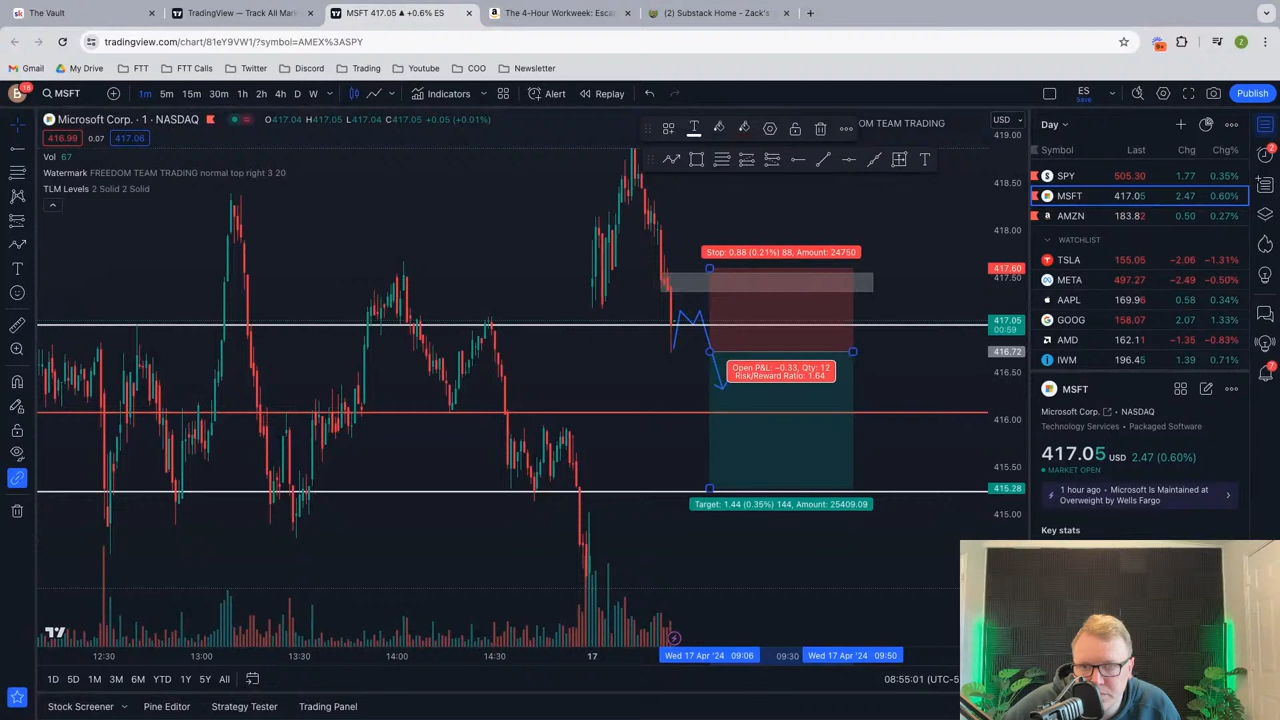 The Vault
TradingView — Track All Mark
MSFT 417.05 ▲ +0.6% ES
The 4-Hour Workweek: Esca
(2) Substack Home - Zack's
tradingview.com/chart/81eY9VW1/?symbol=AMEX%3ASPY
Gmail My Drive FTT FTT Calls Twitter Discord Trading Youtube COO Newsletter
MSFT 1m 5m 15m 30m 1h 2h 4h D W Indicators Alert Replay ES Save Publish
Microsoft Corp. · 1 · NASDAQ O417.04 H417.05 L417.04 C417.05 +0.05 (+0.01%)
OM TEAM TRADING
USD
416.99 0.07 417.06
Vol 67
Watermark FREEDOM TEAM TRADING normal top right 3 20
TLM Levels 2 Solid 2 Solid
419.00
418.50
418.00
417.60
417.50
417.05
00:59
416.72
416.50
416.00
415.50
415.28
415.00
Stop: 0.88 (0.21%) 88, Amount: 24750
Open P&L: −0.33, Qty: 12
Risk/Reward Ratio: 1.64
Target: 1.44 (0.35%) 144, Amount: 25409.09
12:30 13:00 13:30 14:00 14:30 17 Wed 17 Apr '24 09:06 09:30 Wed 17 Apr '24 09:50
1D 5D 1M 3M 6M YTD 1Y 5Y All
08:55:01 (UTC-5
Stock Screener Pine Editor Strategy Tester Trading Panel
Day
Symbol Last Chg Chg%
SPY 505.30 1.77 0.35%
MSFT 417.05 2.47 0.60%
AMZN 183.82 0.50 0.27%
WATCHLIST
TSLA 155.05 −2.06 −1.31%
META 497.27 −2.49 −0.50%
AAPL 169.96 0.58 0.34%
GOOG 158.07 2.07 1.33%
AMD 162.11 −1.35 −0.83%
IWM 196.45 1.39 0.71%
MSFT
Microsoft Corp. NASDAQ
Technology Services • Packaged Software
417.05 USD 2.47 (0.60%)
MARKET OPEN
1 hour ago • Microsoft Is Maintained at
Overweight by Wells Fargo
Key stats